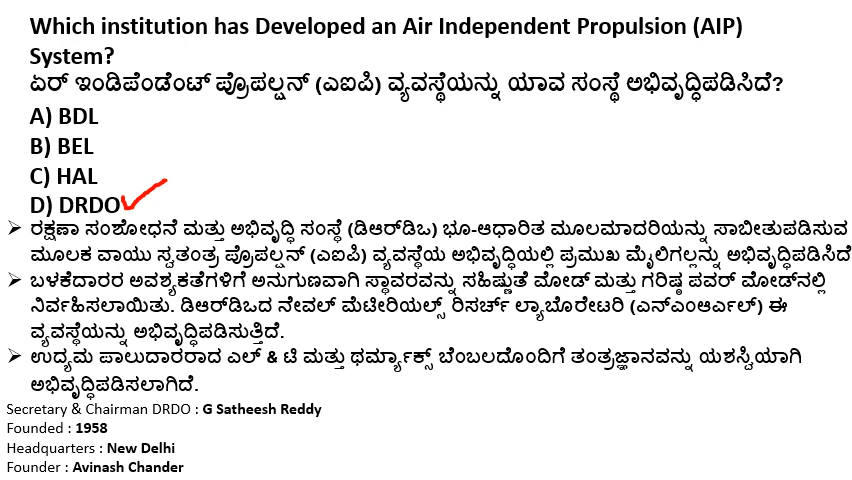 Which institution has Developed an Air Independent Propulsion (AIP)
System?
ಏರ್ ಇಂಡಿಪೆಂಡೆಂಟ್ ಪ್ರೊಪಲ್ಷನ್ (ಎಐಪಿ) ವ್ಯವಸ್ಥೆಯನ್ನು ಯಾವ ಸಂಸ್ಥೆ ಅಭಿವೃದ್ಧಿಪಡಿಸಿದೆ?
A) BDL
B) BEL
C) HAL
D) DRDO
➢ ರಕ್ಷಣಾ ಸಂಶೋಧನೆ ಮತ್ತು ಅಭಿವೃದ್ಧಿ ಸಂಸ್ಥೆ (ಡಿಆರ್‌ಡಿಒ) ಭೂ-ಆಧಾರಿತ ಮೂಲಮಾದರಿಯನ್ನು ಸಾಬೀತುಪಡಿಸುವ
ಮೂಲಕ ವಾಯು ಸ್ವತಂತ್ರ ಪ್ರೊಪಲ್ಷನ್ (ಎಐಪಿ) ವ್ಯವಸ್ಥೆಯ ಅಭಿವೃದ್ಧಿಯಲ್ಲಿ ಪ್ರಮುಖ ಮೈಲಿಗಲ್ಲನ್ನು ಅಭಿವೃದ್ಧಿಪಡಿಸಿದೆ
➢ ಬಳಕೆದಾರರ ಅವಶ್ಯಕತೆಗಳಿಗೆ ಅನುಗುಣವಾಗಿ ಸ್ಥಾವರವನ್ನು ಸಹಿಷ್ಣುತೆ ಮೋಡ್ ಮತ್ತು ಗರಿಷ್ಠ ಪವರ್ ಮೋಡ್‌ನಲ್ಲಿ
ನಿರ್ವಹಿಸಲಾಯಿತು. ಡಿಆರ್‌ಡಿಒದ ನೇವಲ್ ಮೆಟೀರಿಯಲ್ಸ್ ರಿಸರ್ಚ್ ಲ್ಯಾಬೊರೇಟರಿ (ಎನ್‌ಎಂಆರ್ಎಲ್) ಈ
ವ್ಯವಸ್ಥೆಯನ್ನು ಅಭಿವೃದ್ಧಿಪಡಿಸುತ್ತಿದೆ.
➢ ಉದ್ಯಮ ಪಾಲುದಾರರಾದ ಎಲ್ & ಟಿ ಮತ್ತು ಥರ್ಮ್ಯಾಕ್ಸ್ ಬೆಂಬಲದೊಂದಿಗೆ ತಂತ್ರಜ್ಞಾನವನ್ನು ಯಶಸ್ವಿಯಾಗಿ
ಅಭಿವೃದ್ಧಿಪಡಿಸಲಾಗಿದೆ.
Secretary & Chairman DRDO : G Satheesh Reddy
Founded : 1958
Headquarters : New Delhi
Founder : Avinash Chander